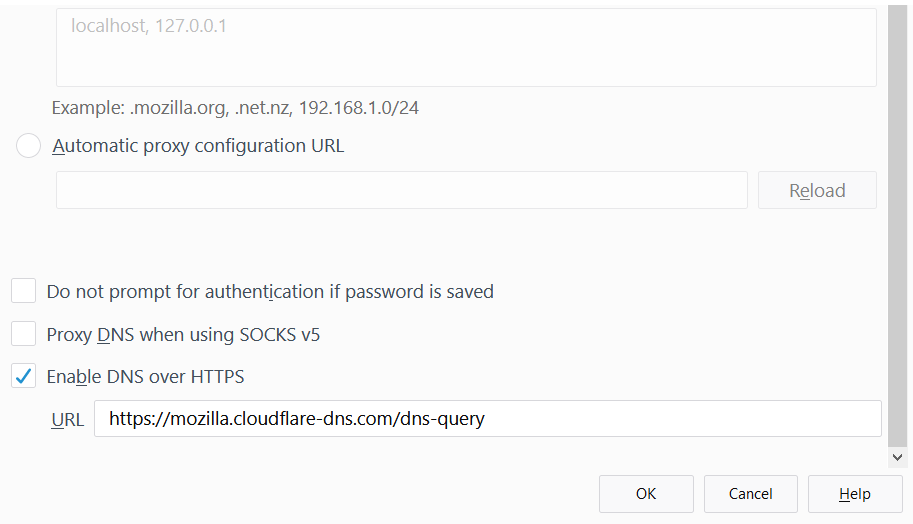 localhost, 127.0.0.1
Example: .mozilla.org, .net.nz, 192.168.1.0/24
Automatic proxy configuration URL
Reload
Do not prompt for authentication if password is saved
Proxy DNS when using SOCKS v5
Enable DNS over HTTPS
URL https://mozilla.cloudflare-dns.com/dns-query
OK Cancel Help